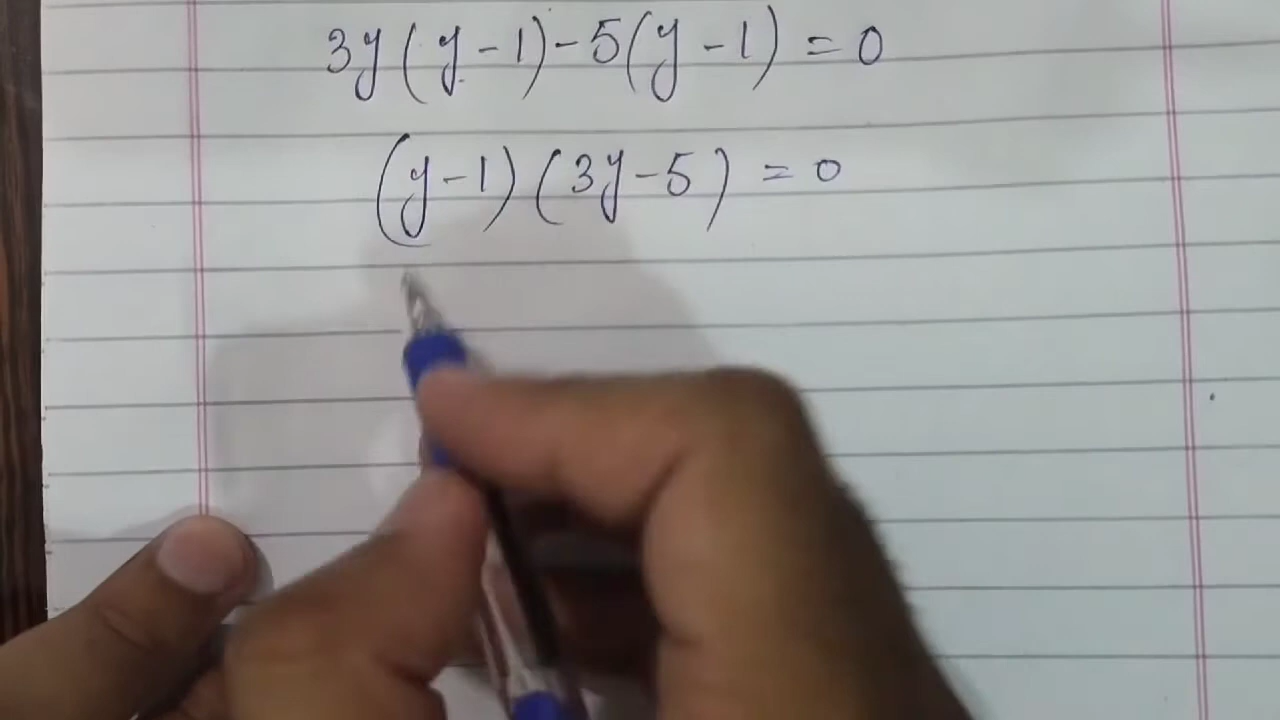 3y(y-1)-5(y-1) = 0
(y-1)(3y-5) = 0